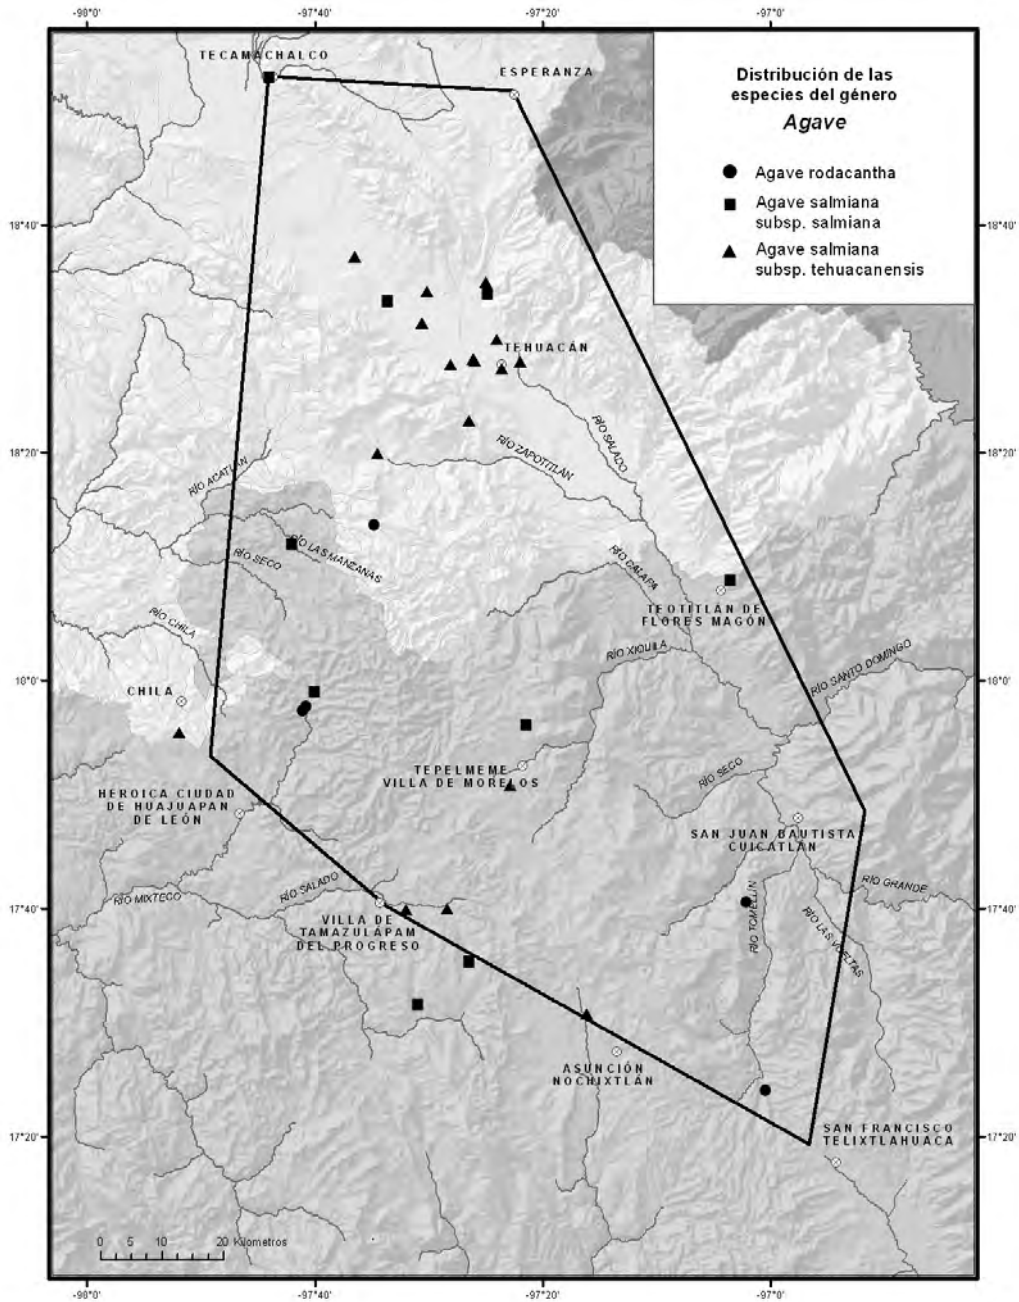 -98°0'
-97°40'
-97°20'
-97°0'
TECAMACHALCO
ESPERANZA
Distribución de las
especies del género
Agave
Agave rodacantha
Agave salmiana
subsp. salmiana
Agave salmiana
subsp. tehuacanensis
18°40'
18°40'
TEHUACÁN
RÍO SALADO
RÍO ZAPOTITLÁN
18°20'
18°20'
RÍO ACATLÁN
RÍO LAS MANZANAS
RÍO SECO
RÍO CALAPA
TEOTITLÁN DE
FLORES MAGÓN
RÍO CHILA
RÍO XIQUILA
RÍO SANTO DOMINGO
18°0'
18°0'
CHILA
TEPELMEME
VILLA DE MORELOS
RÍO SECO
HEROICA CIUDAD
DE HUAJUAPAN
DE LEÓN
SAN JUAN BAUTISTA
CUICATLÁN
RÍO SALADO
RÍO MIXTECO
RÍO GRANDE
17°40'
17°40'
VILLA DE
TAMAZULÁPAM
DEL PROGRESO
RÍO TOMELLÍN
RÍO LAS VUELTAS
ASUNCIÓN
NOCHIXTLÁN
SAN FRANCISCO
TELIXTLAHUACA
17°20'
17°20'
0 5 10 20 Kilometros
-98°0'
-97°40'
-97°20'
-97°0'